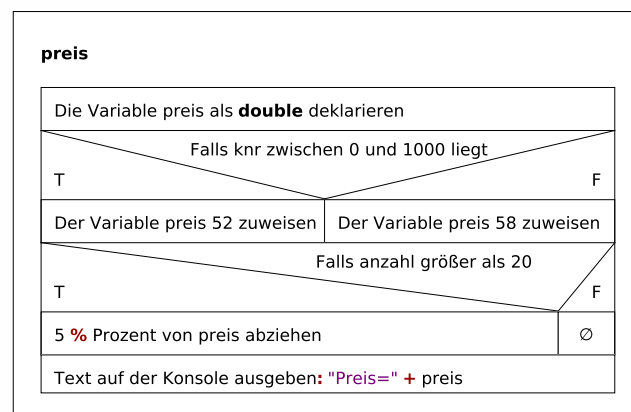 preis
Die Variable preis als double deklarieren
Falls knr zwischen 0 und 1000 liegt
T F
Der Variable preis 52 zuweisen Der Variable preis 58 zuweisen
Falls anzahl größer als 20
T F
5 % Prozent von preis abziehen ∅
Text auf der Konsole ausgeben: "Preis=" + preis